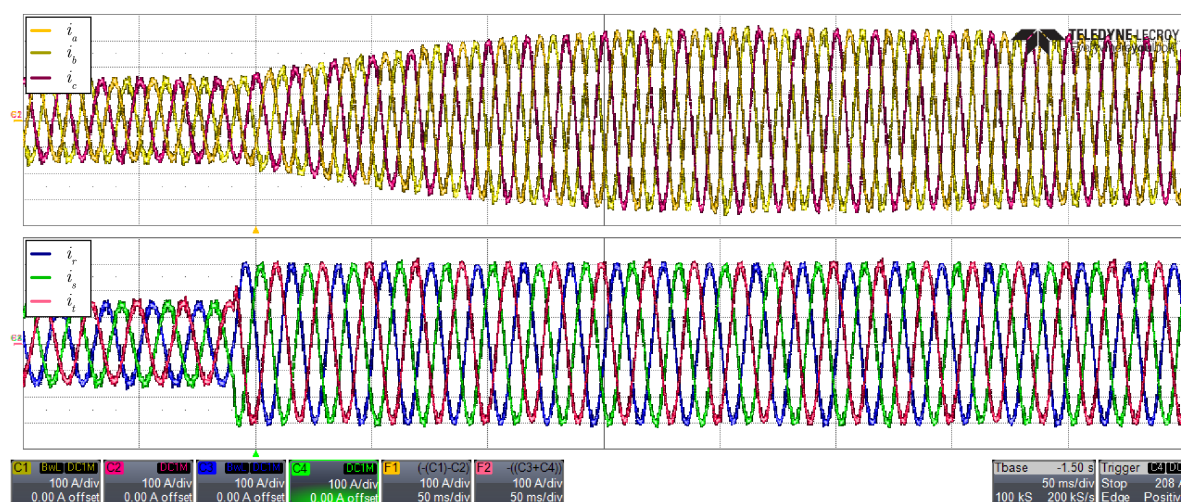 i_a
i_b
i_c
TELEDYNE LECROY
i_r
i_s
i_t
C1 BwL DC1M
100 A/div
0.00 A offset
C2 DC1M
100 A/div
0.00 A offset
C3 BwL DC1M
100 A/div
0.00 A offset
C4 DC1M
100 A/div
0.00 A offset
F1 (-(C1)-C2)
100 A/div
50 ms/div
F2 -((C3+C4))
100 A/div
50 ms/div
Tbase -1.50 s
50 ms/div
100 kS 200 kS/s
Trigger C4 DC
Stop 208 A
Edge Positiv